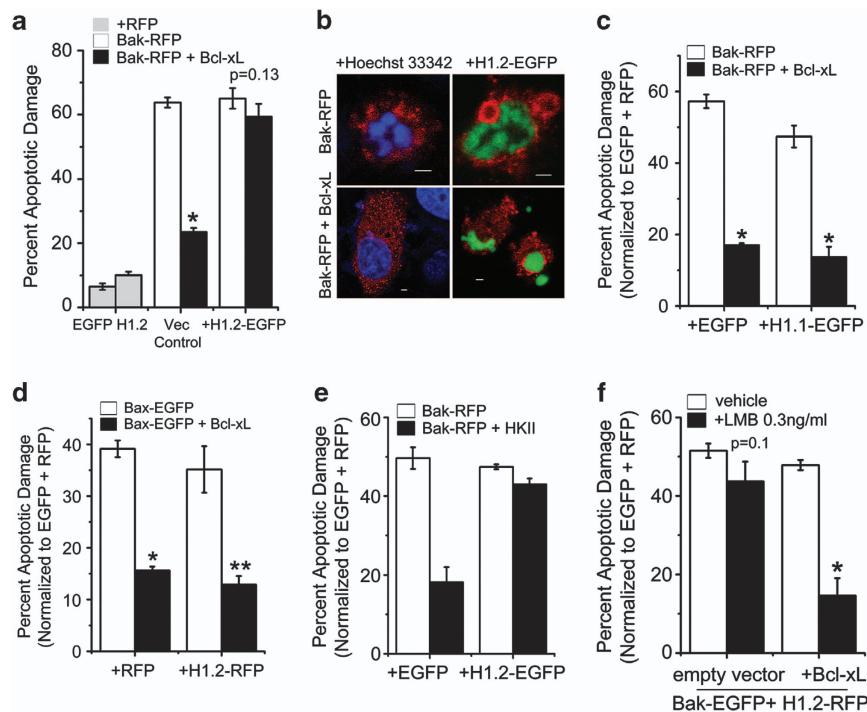 a
+RFP
Bak-RFP
Bak-RFP + Bcl-xL
p=0.13
Percent Apoptotic Damage
80
60
40
20
0
*
EGFP H1.2 Vec Control +H1.2-EGFP
b
+Hoechst 33342 +H1.2-EGFP
Bak-RFP
Bak-RFP + Bcl-xL
c
Bak-RFP
Bak-RFP + Bcl-xL
Percent Apoptotic Damage
(Normalized to EGFP + RFP)
60
40
20
0
* *
+EGFP +H1.1-EGFP
d
Bax-EGFP
Bax-EGFP + Bcl-xL
Percent Apoptotic Damage
(Normalized to EGFP + RFP)
40
30
20
10
0
* **
+RFP +H1.2-RFP
e
Bak-RFP
Bak-RFP + HKII
Percent Apoptotic Damage
(Normalized to EGFP + RFP)
60
40
20
0
+EGFP +H1.2-EGFP
f
vehicle
+LMB 0.3ng/ml
p=0.1
Percent Apoptotic Damage
(Normalized to EGFP + RFP)
60
40
20
0
*
empty vector +Bcl-xL
Bak-EGFP+ H1.2-RFP